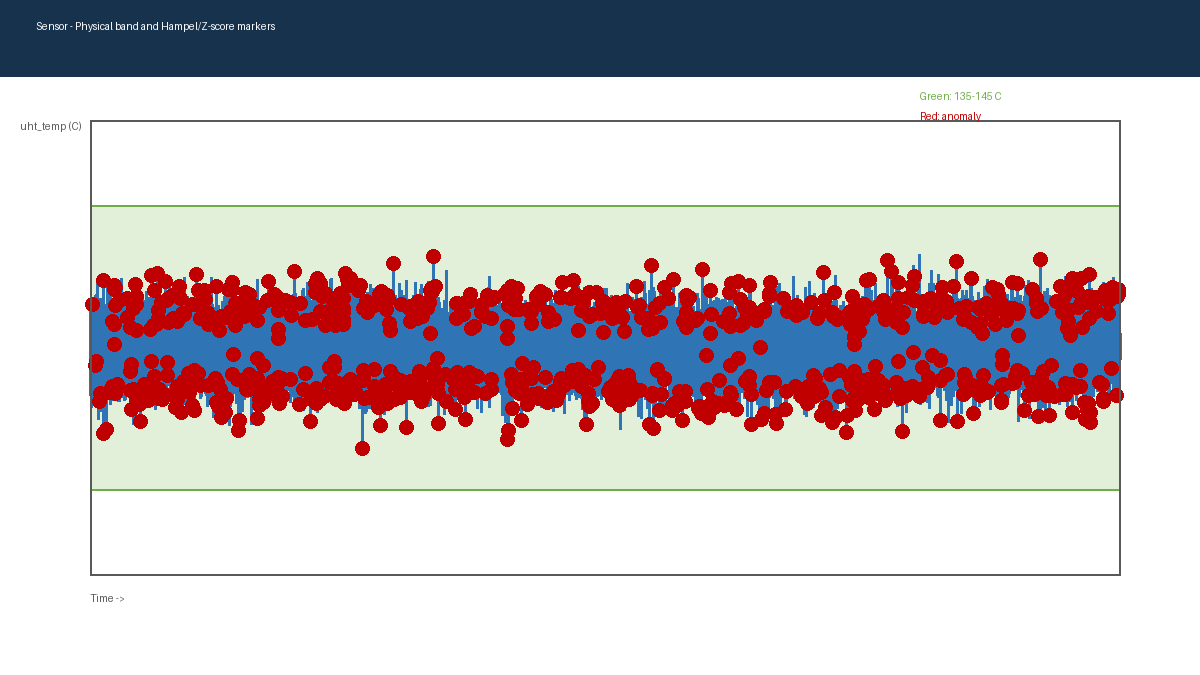 Sensor - Physical band and Hampel/Z-score markers
Green: 135-145 C
Red: anomaly
uht_temp (C)
Time ->